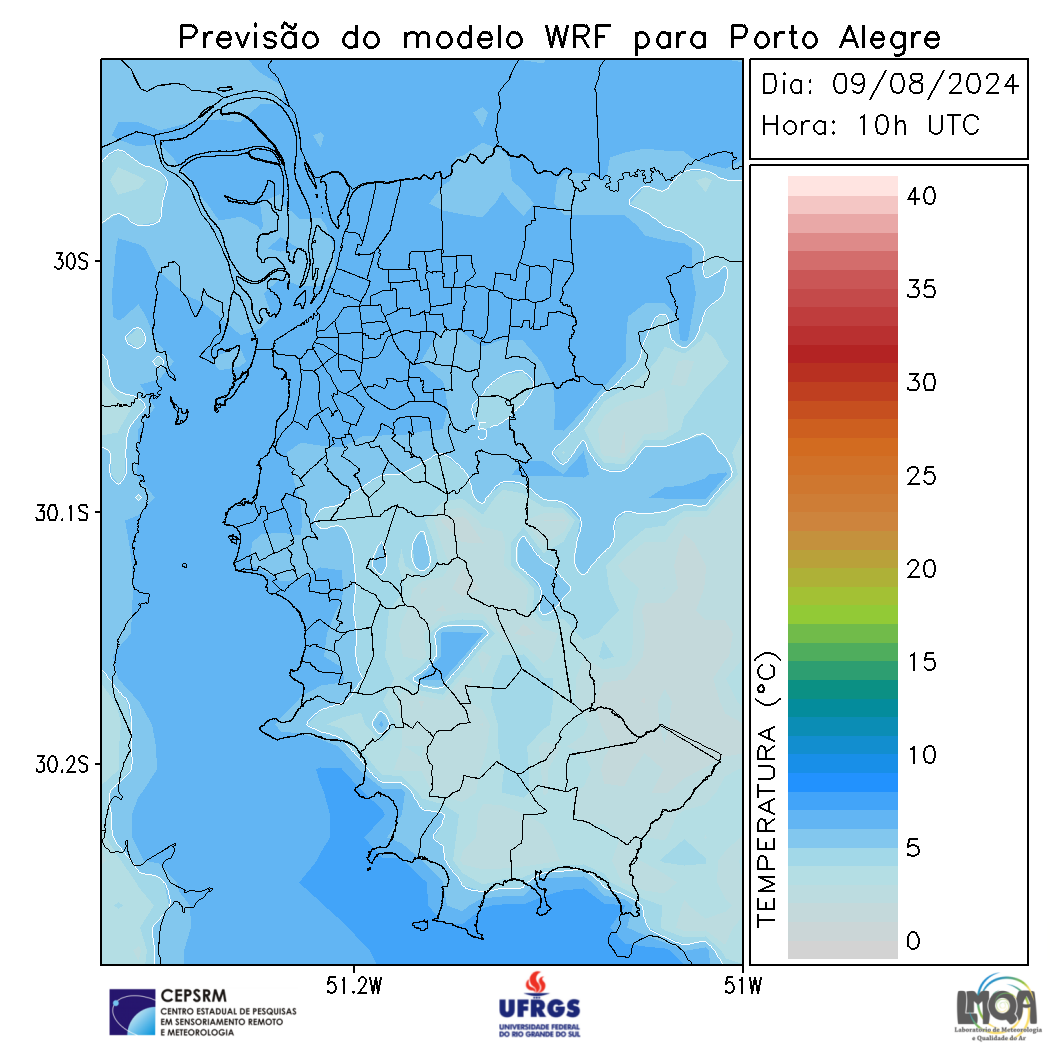 Previsão do modelo WRF para Porto Alegre
Dia: 09/08/2024
Hora: 10h UTC
40
35
30
25
20
15
10
5
0
TEMPERATURA (°C)
30S
30.1S
30.2S
5
51.2W
51W
CEPSRM
CENTRO ESTADUAL DE PESQUISAS
EM SENSORIAMENTO REMOTO
E METEOROLOGIA
UFRGS
UNIVERSIDADE FEDERAL
DO RIO GRANDE DO SUL
LMQA
Laboratório de Meteorologia
e Qualidade do Ar